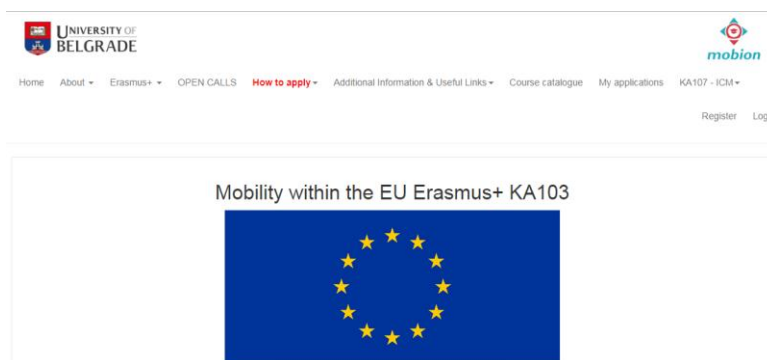 UNIVERSITY OF
BELGRADE
mobion
Home About Erasmus+ OPEN CALLS How to apply Additional Information & Useful Links Course catalogue My applications KA107 - ICM
Register Log
Mobility within the EU Erasmus+ KA103